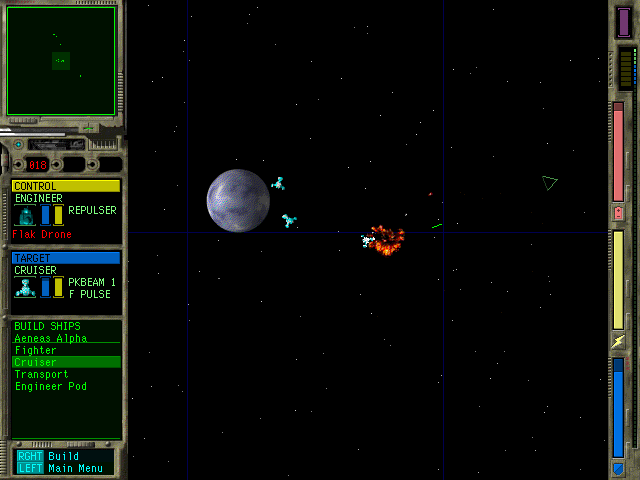 018
CONTROL
ENGINEER
REPULSER
Flak Drone
TARGET
CRUISER
PKBEAM 1
F PULSE
BUILD SHIPS
Aeneas Alpha
Fighter
Cruiser
Transport
Engineer Pod
RGHT Build
LEFT Main Menu